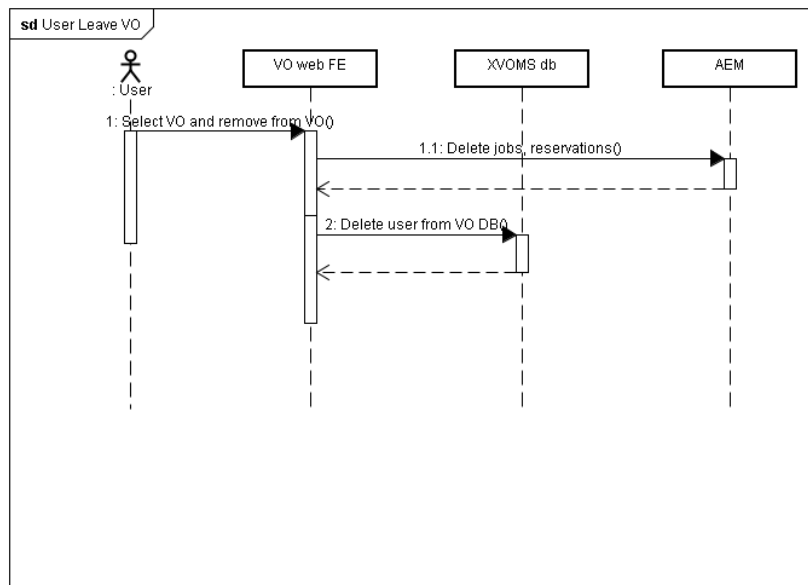 sd User Leave VO
: User
VO web FE
XVOMS db
AEM
1: Select VO and remove from VO()
1.1: Delete jobs, reservations()
2: Delete user from VO DB()